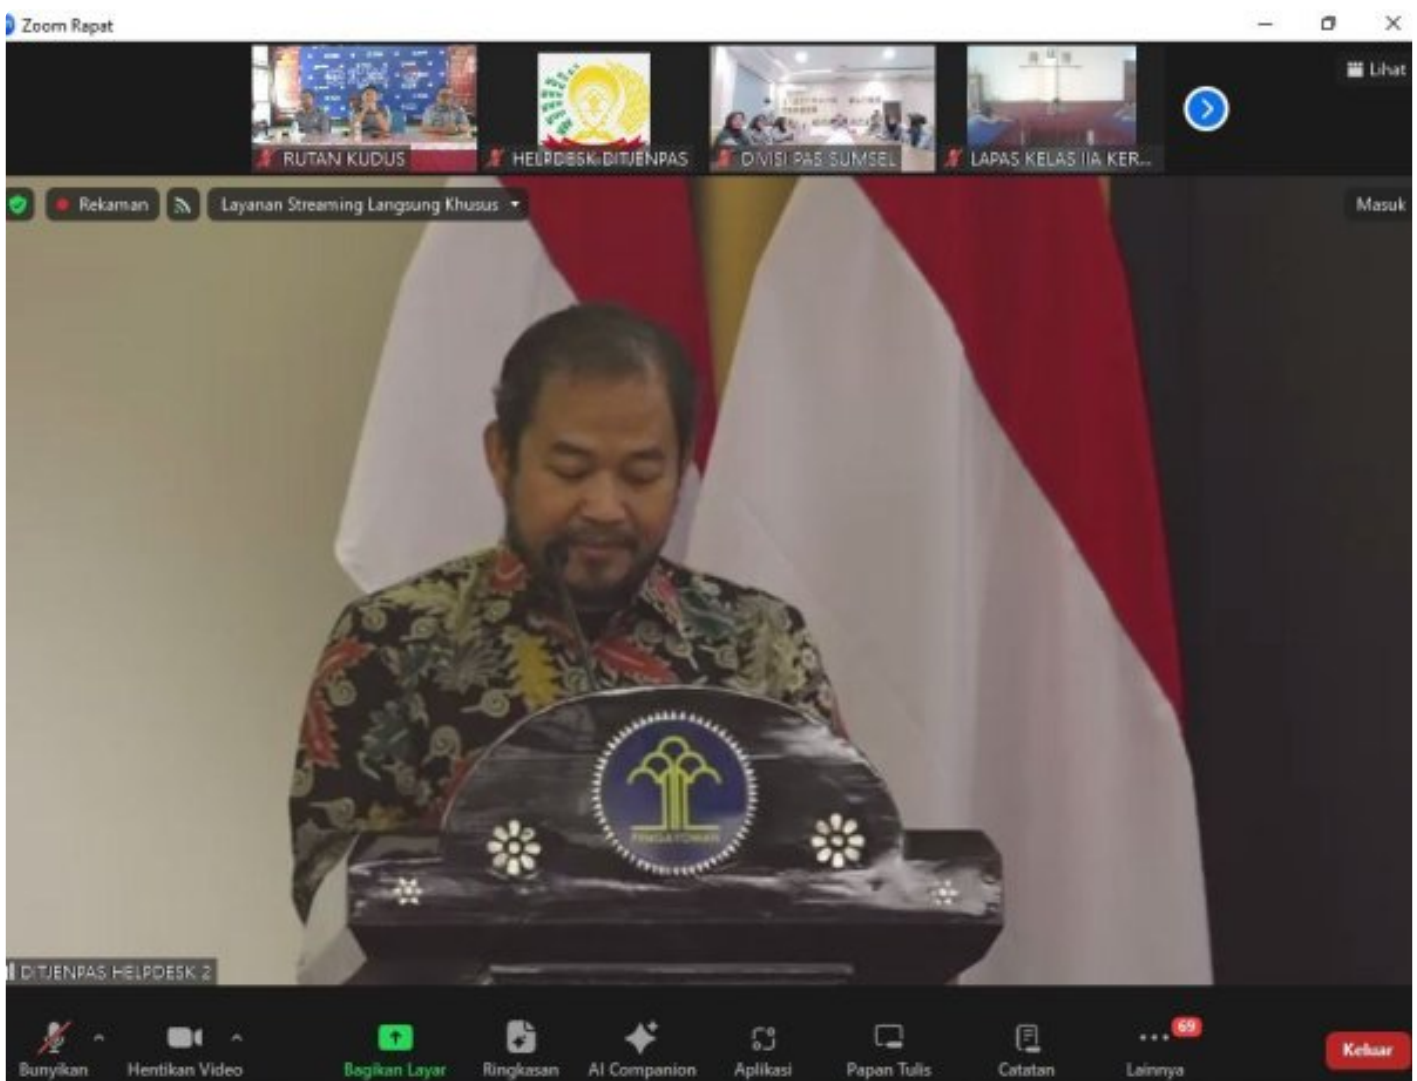 Zoom Rapat
Lihat
RUTAN KUDUS
HELPDESK DITJENPAS
DIVISI PAS SUMSEL
LAPAS KELAS IIA KER...
Rekaman
Layanan Streaming Langsung Khusus
Masuk
PENGAYOMAN
DITJENPAS HELPDESK 2
69
Bunyikan
Hentikan Video
Bagikan Layar
Ringkasan
AI Companion
Aplikasi
Papan Tulis
Catatan
Lainnya
Keluar